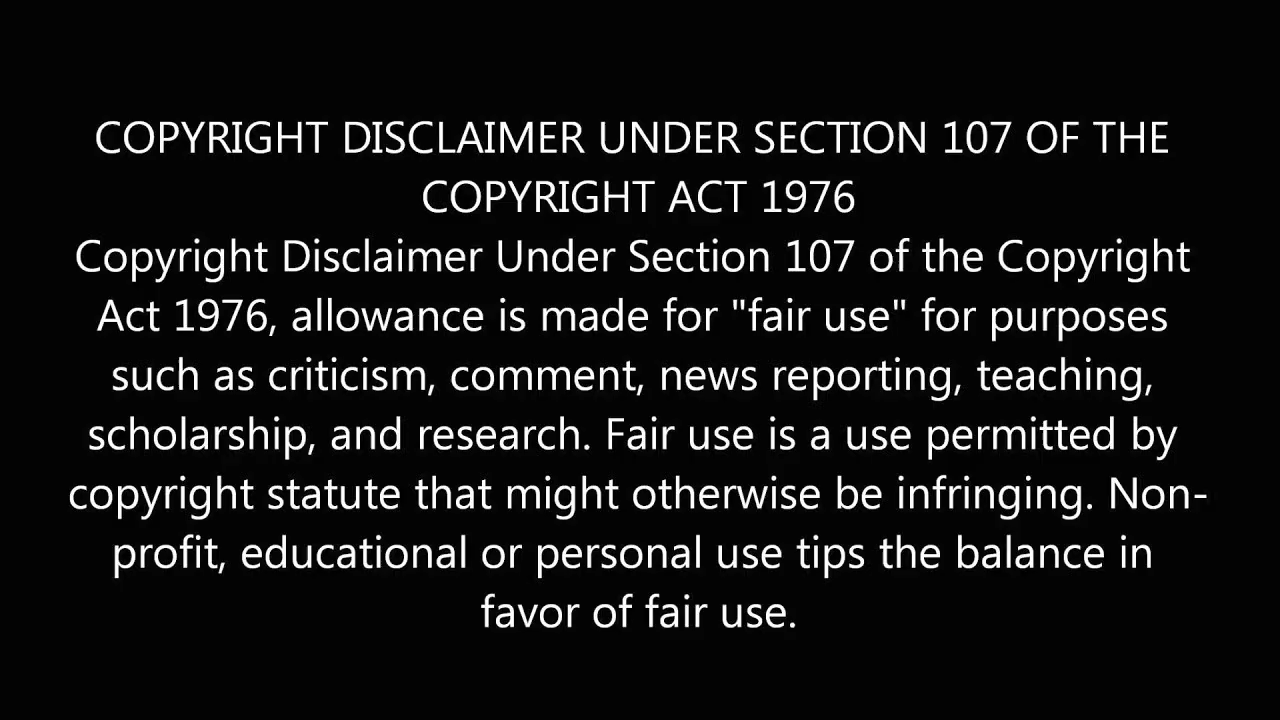 COPYRIGHT DISCLAIMER UNDER SECTION 107 OF THE
COPYRIGHT ACT 1976
Copyright Disclaimer Under Section 107 of the Copyright
Act 1976, allowance is made for "fair use" for purposes
such as criticism, comment, news reporting, teaching,
scholarship, and research. Fair use is a use permitted by
copyright statute that might otherwise be infringing. Non-
profit, educational or personal use tips the balance in
favor of fair use.